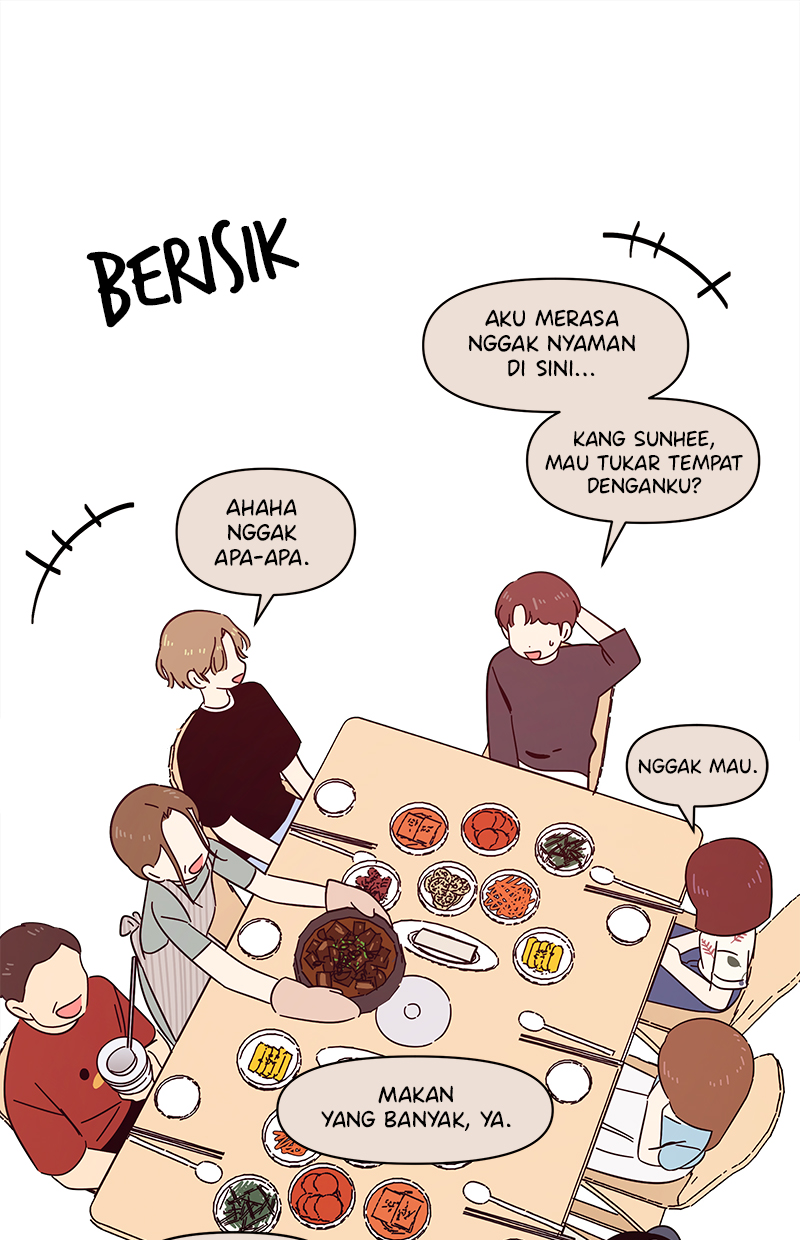 BERISIK
AKU MERASA
NGGAK NYAMAN
DI SINI...
KANG SUNHEE,
MAU TUKAR TEMPAT
DENGANKU?
AHAHA
NGGAK
APA-APA.
NGGAK MAU.
MAKAN
YANG BANYAK, YA.